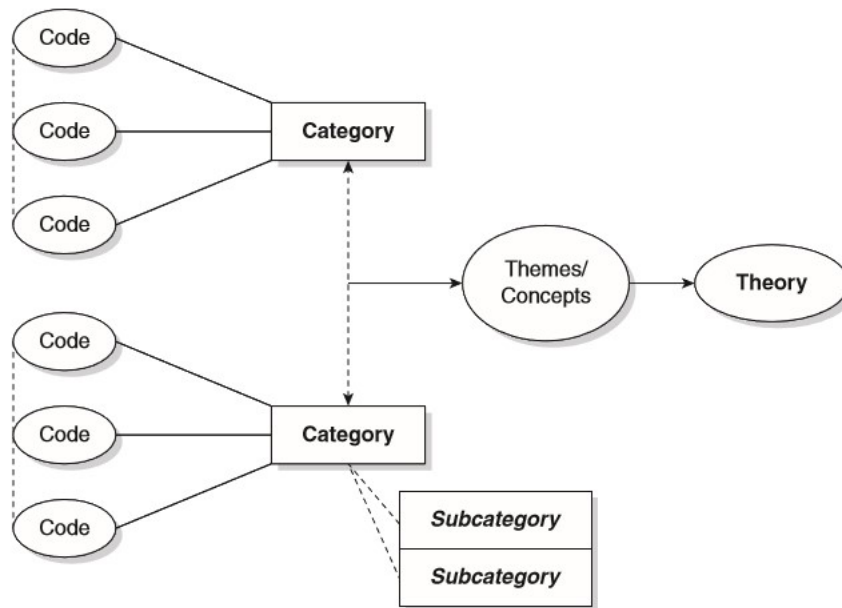 Code
Code
Category
Code
Themes/
Concepts
Theory
Code
Code
Category
Code
Subcategory
Subcategory